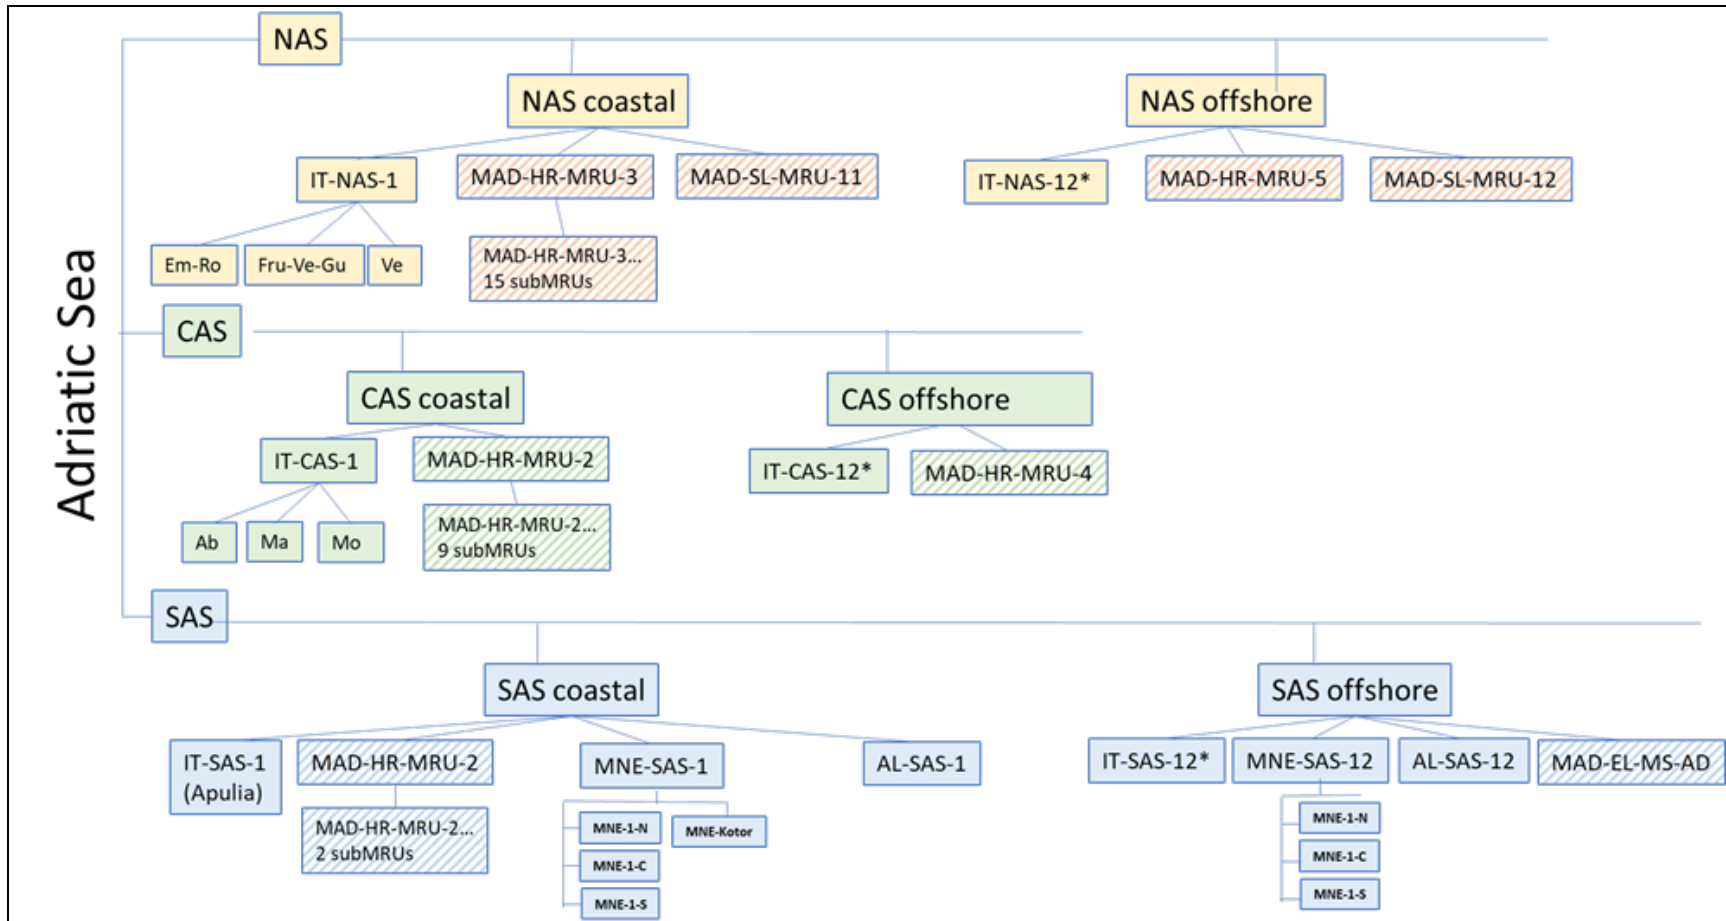 Adriatic Sea
NAS
NAS coastal
NAS offshore
IT-NAS-1
MAD-HR-MRU-3
MAD-SL-MRU-11
IT-NAS-12*
MAD-HR-MRU-5
MAD-SL-MRU-12
Em-Ro
Fru-Ve-Gu
Ve
MAD-HR-MRU-3...
15 subMRUs
CAS
CAS coastal
CAS offshore
IT-CAS-1
MAD-HR-MRU-2
IT-CAS-12*
MAD-HR-MRU-4
Ab
Ma
Mo
MAD-HR-MRU-2...
9 subMRUs
SAS
SAS coastal
SAS offshore
IT-SAS-1
(Apulia)
MAD-HR-MRU-2
MNE-SAS-1
AL-SAS-1
IT-SAS-12*
MNE-SAS-12
AL-SAS-12
MAD-EL-MS-AD
MAD-HR-MRU-2...
2 subMRUs
MNE-1-N
MNE-Kotor
MNE-1-C
MNE-1-S
MNE-1-N
MNE-1-C
MNE-1-S